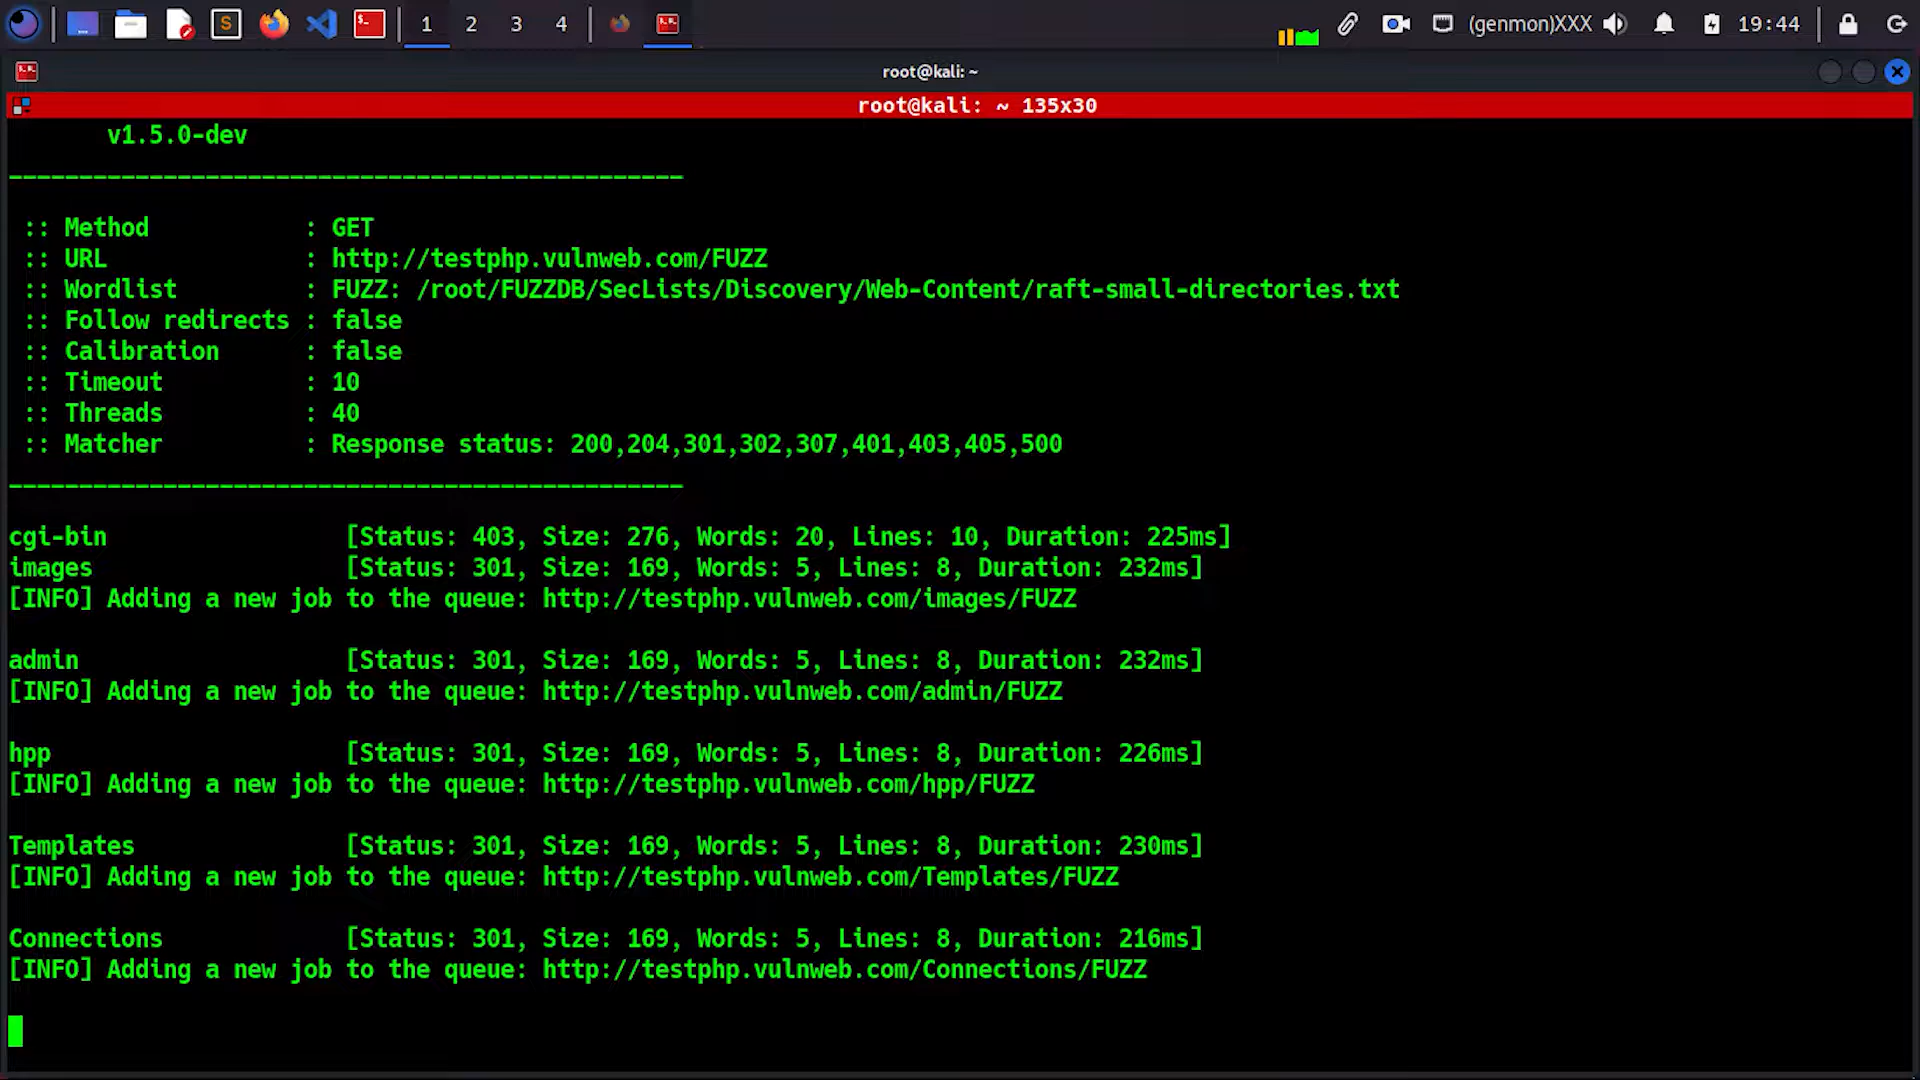 1 2 3 4 (genmon)XXX 19:44
root@kali: ~
root@kali: ~ 135x30
v1.5.0-dev
________________________________________________
:: Method : GET
:: URL : http://testphp.vulnweb.com/FUZZ
:: Wordlist : FUZZ: /root/FUZZDB/SecLists/Discovery/Web-Content/raft-small-directories.txt
:: Follow redirects : false
:: Calibration : false
:: Timeout : 10
:: Threads : 40
:: Matcher : Response status: 200,204,301,302,307,401,403,405,500
________________________________________________
cgi-bin [Status: 403, Size: 276, Words: 20, Lines: 10, Duration: 225ms]
images [Status: 301, Size: 169, Words: 5, Lines: 8, Duration: 232ms]
[INFO] Adding a new job to the queue: http://testphp.vulnweb.com/images/FUZZ
admin [Status: 301, Size: 169, Words: 5, Lines: 8, Duration: 232ms]
[INFO] Adding a new job to the queue: http://testphp.vulnweb.com/admin/FUZZ
hpp [Status: 301, Size: 169, Words: 5, Lines: 8, Duration: 226ms]
[INFO] Adding a new job to the queue: http://testphp.vulnweb.com/hpp/FUZZ
Templates [Status: 301, Size: 169, Words: 5, Lines: 8, Duration: 230ms]
[INFO] Adding a new job to the queue: http://testphp.vulnweb.com/Templates/FUZZ
Connections [Status: 301, Size: 169, Words: 5, Lines: 8, Duration: 216ms]
[INFO] Adding a new job to the queue: http://testphp.vulnweb.com/Connections/FUZZ